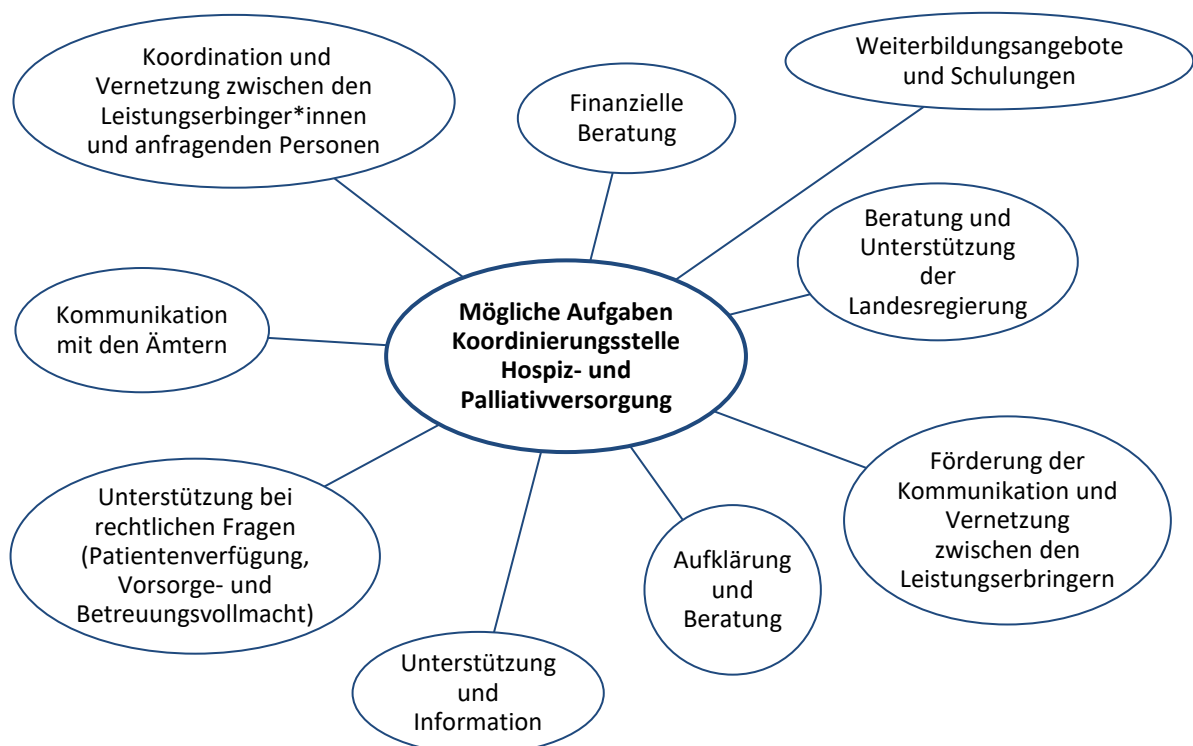 Koordination und
Vernetzung zwischen den
Leistungserbinger*innen
und anfragenden Personen
Finanzielle
Beratung
Weiterbildungsangebote
und Schulungen
Beratung und
Unterstützung
der
Landesregierung
Kommunikation
mit den Ämtern
Mögliche Aufgaben
Koordinierungsstelle
Hospiz- und
Palliativversorgung
Unterstützung bei
rechtlichen Fragen
(Patientenverfügung,
Vorsorge- und
Betreuungsvollmacht)
Unterstützung
und
Information
Aufklärung
und
Beratung
Förderung der
Kommunikation und
Vernetzung
zwischen den
Leistungserbringern